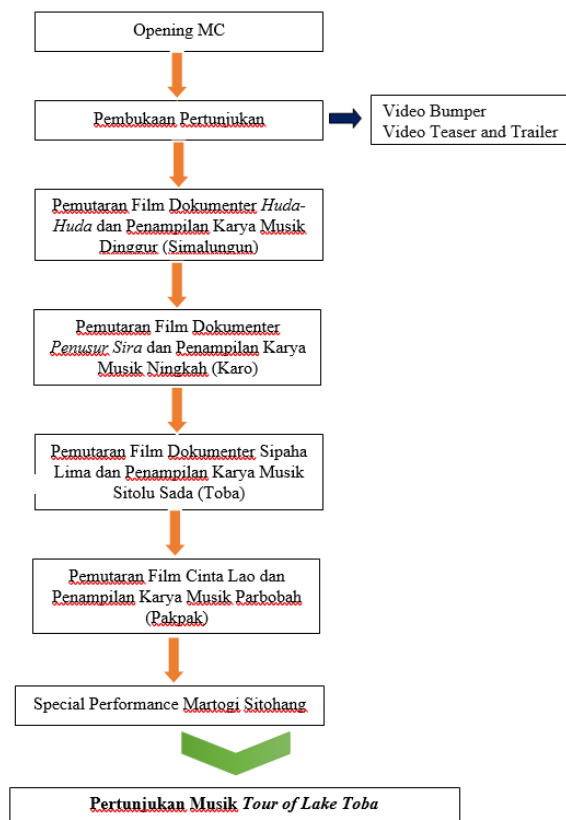 Opening MC
Pembukaan Pertunjukan
Video Bumper
Video Teaser and Trailer
Pemutaran Film Dokumenter Huda-
Huda dan Penampilan Karya Musik
Dinggur (Simalungun)
Pemutaran Film Dokumenter
Penusur Sira dan Penampilan Karya
Musik Ningkah (Karo)
Pemutaran Film Dokumenter Sipaha
Lima dan Penampilan Karya Musik
Sitolu Sada (Toba)
Pemutaran Film Cinta Lao dan
Penampilan Karya Musik Parbobah
(Pakpak)
Special Performance Martogi Sitohang
Pertunjukan Musik Tour of Lake Toba